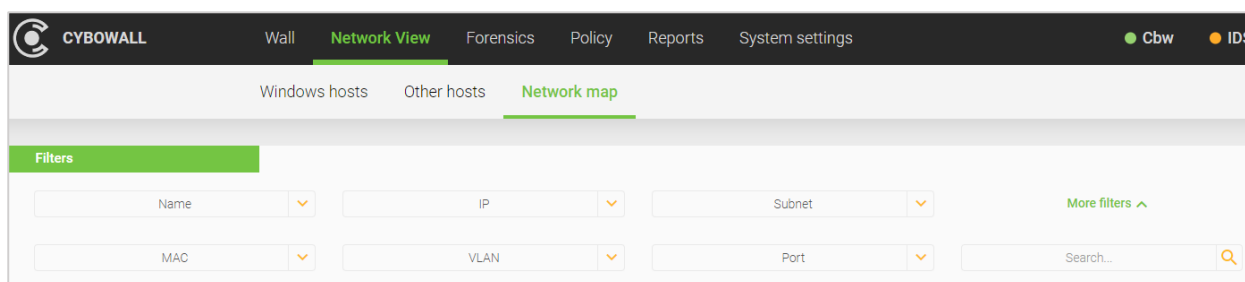 CYBOWALL Wall Network View Forensics Policy Reports System settings Cbw IDS
Windows hosts Other hosts Network map
Filters
Name IP Subnet More filters
MAC VLAN Port Search...